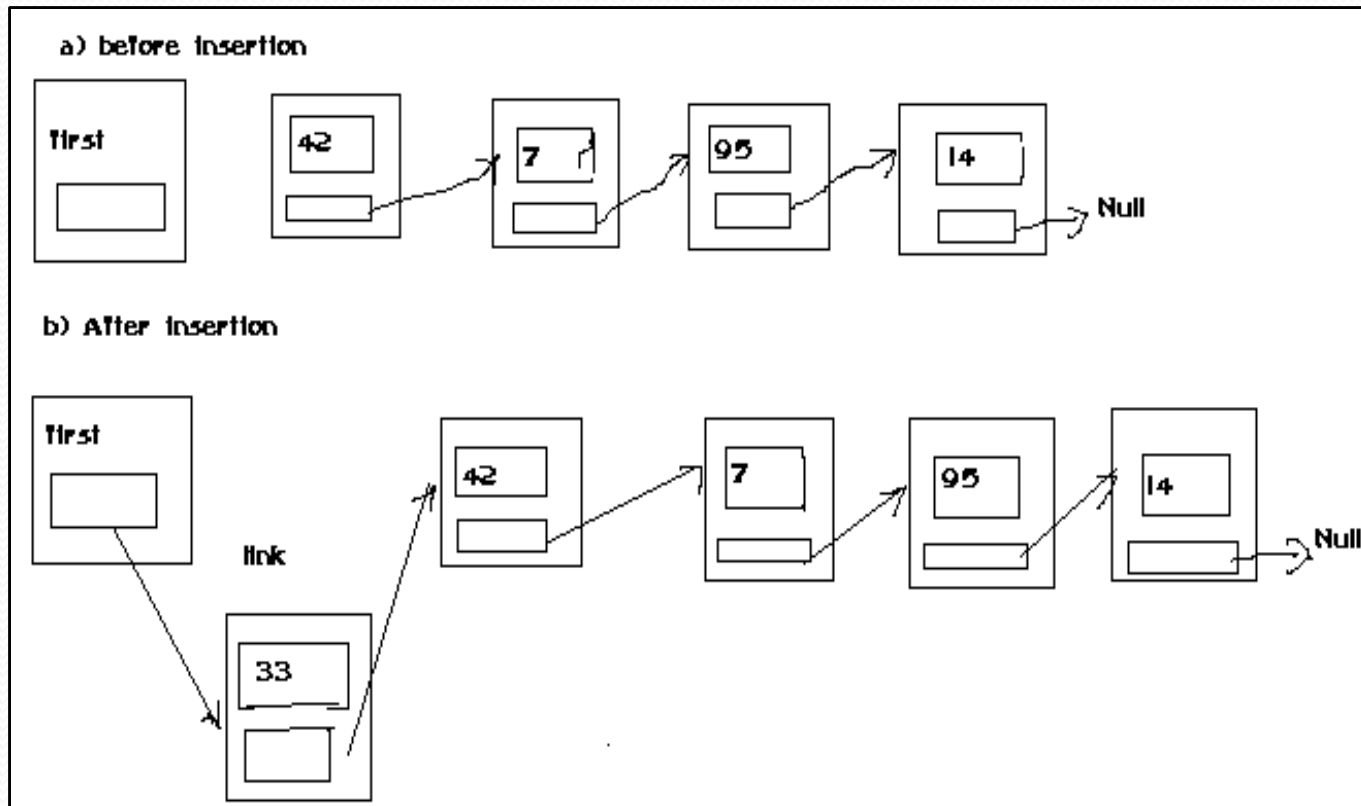 a) before insertion
first
42
7
95
14
Null
b) After insertion
first
42
7
95
14
Null
link
33